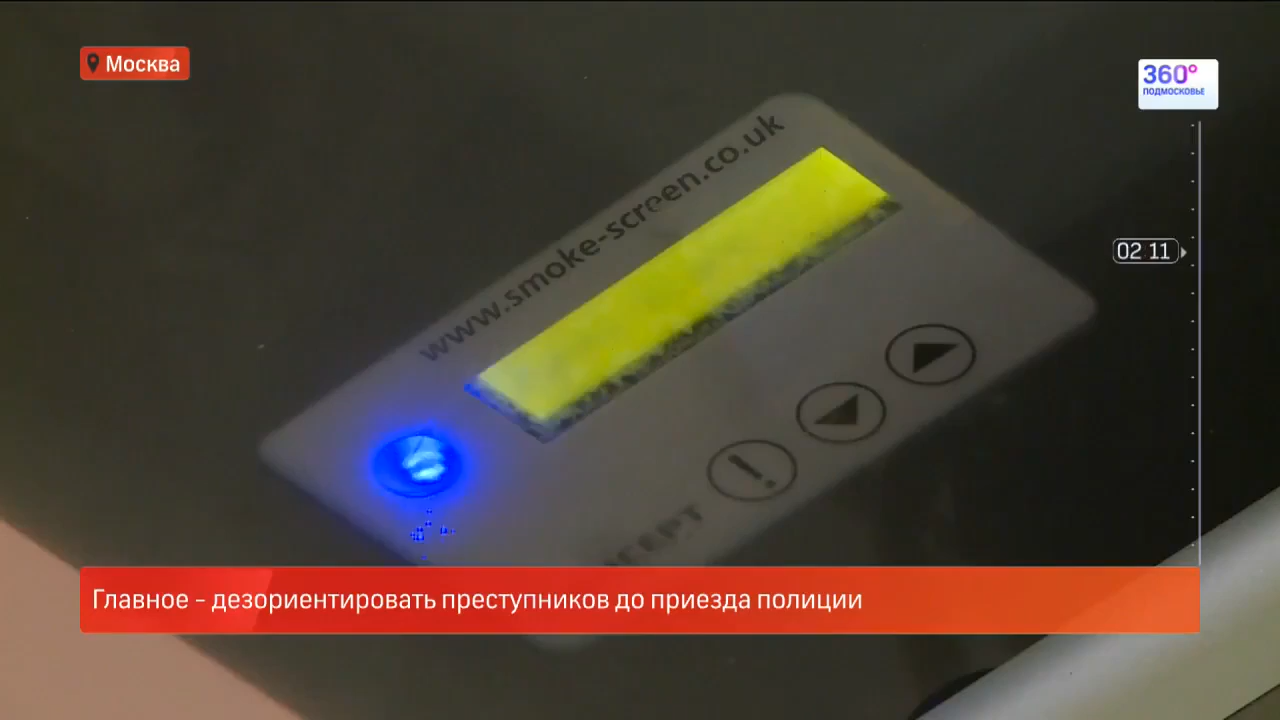 Москва
360°
ПОДМОСКОВЬЕ
www.smoke-screen.co.uk
02 11
!
Главное - дезориентировать преступников до приезда полиции